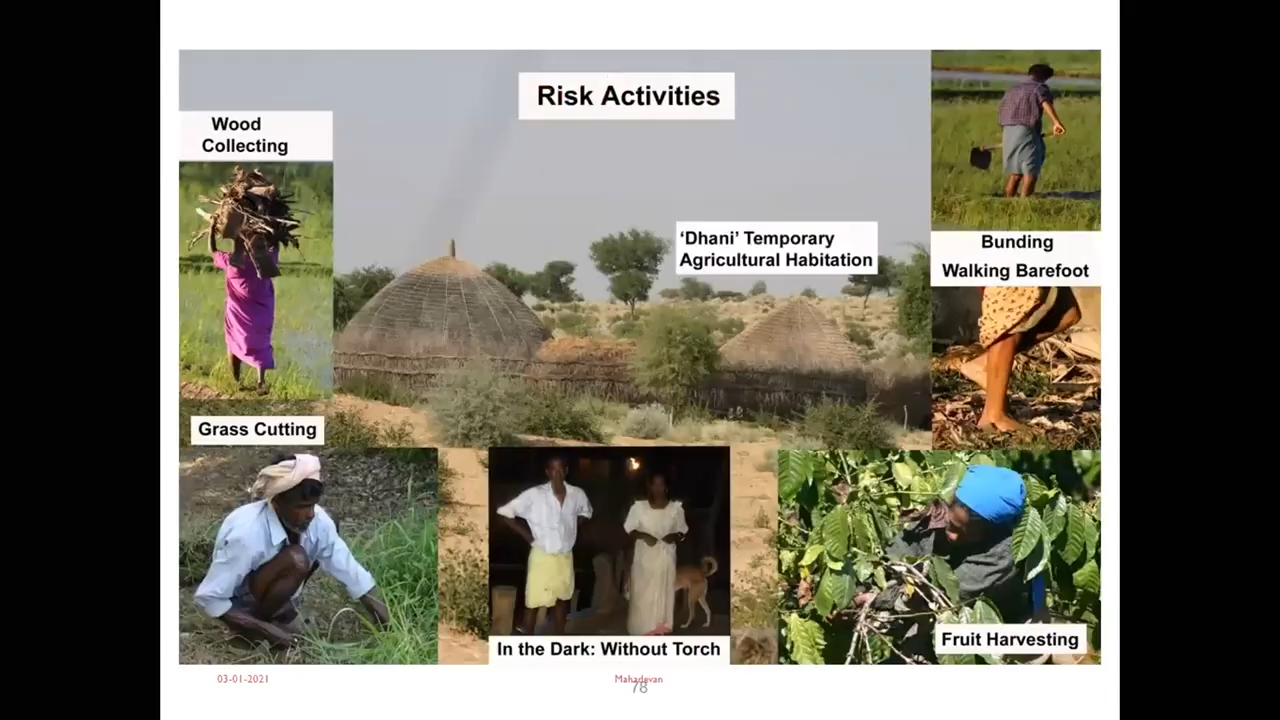 Risk Activities
Wood
Collecting
‘Dhani’ Temporary
Agricultural Habitation
Bunding
Walking Barefoot
Grass Cutting
In the Dark: Without Torch
Fruit Harvesting
03-01-2021
Mahadevan
78